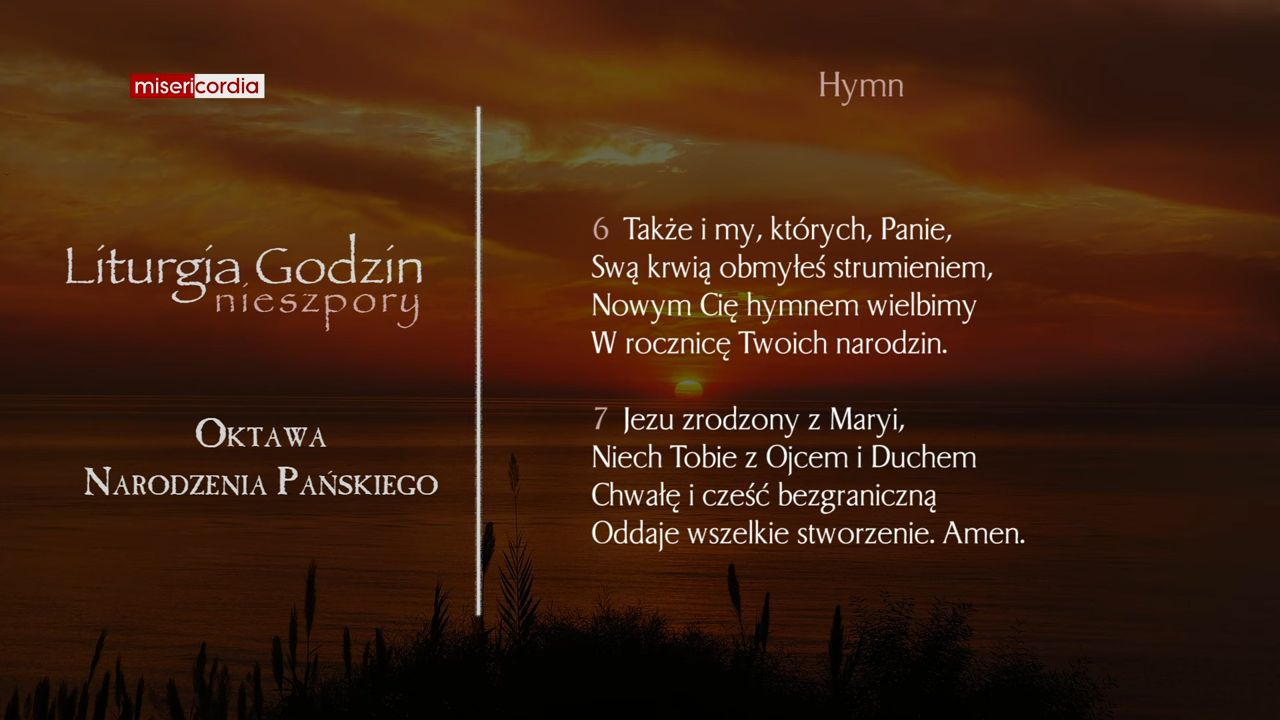 misericordia
Liturgia Godzin
nieszpory
Oktawa
Narodzenia Pańskiego
Hymn
6 Także i my, których, Panie,
Swą krwią obmyłeś strumieniem,
Nowym Cię hymnem wielbimy
W rocznicę Twoich narodzin.
7 Jezu zrodzony z Maryi,
Niech Tobie z Ojcem i Duchem
Chwałę i cześć bezgraniczną
Oddaje wszelkie stworzenie. Amen.